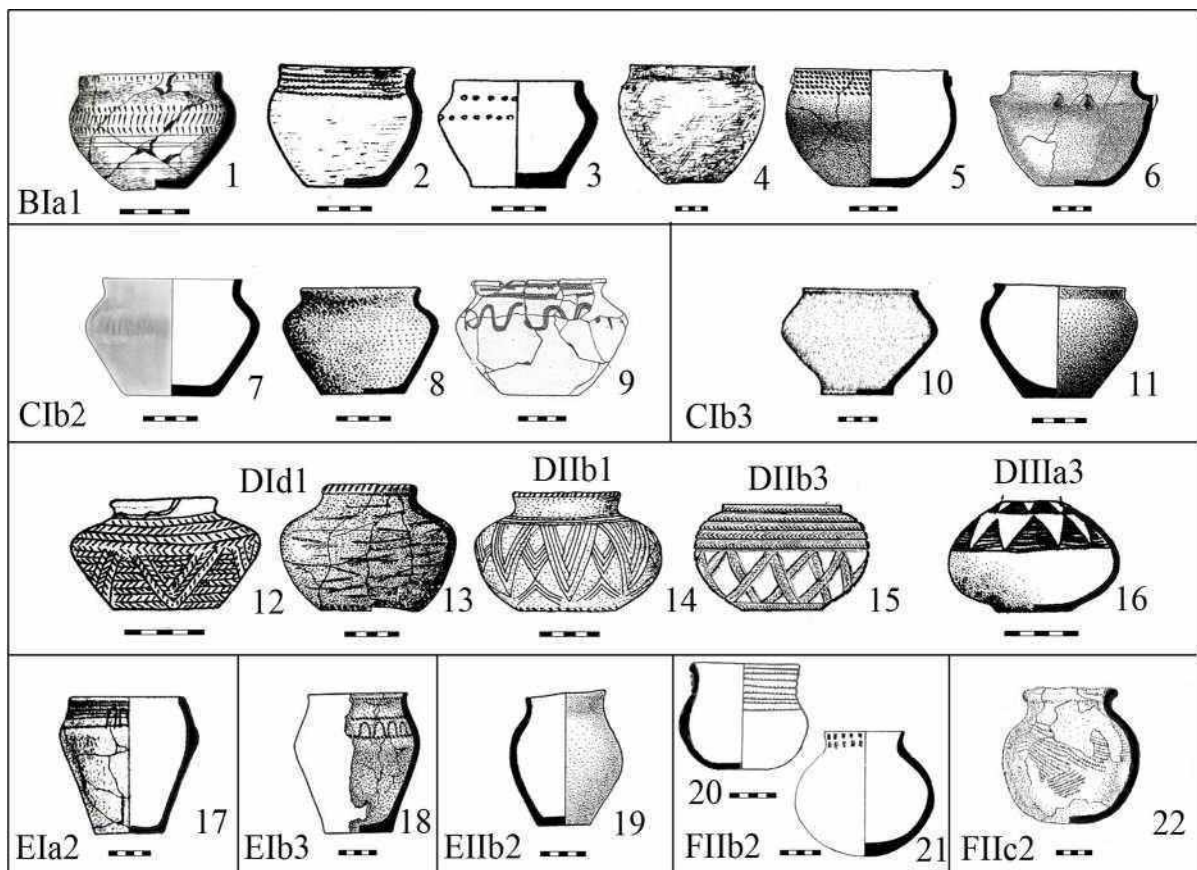 1 2 3 4 5 6
BIa1
7 8 9 10 11
CIb2 CIb3
DId1 DIIb1 DIIb3 DIIIa3
12 13 14 15 16
17 18 19 20 21 22
EIa2 EIb3 EIIb2 FIIb2 FIIc2